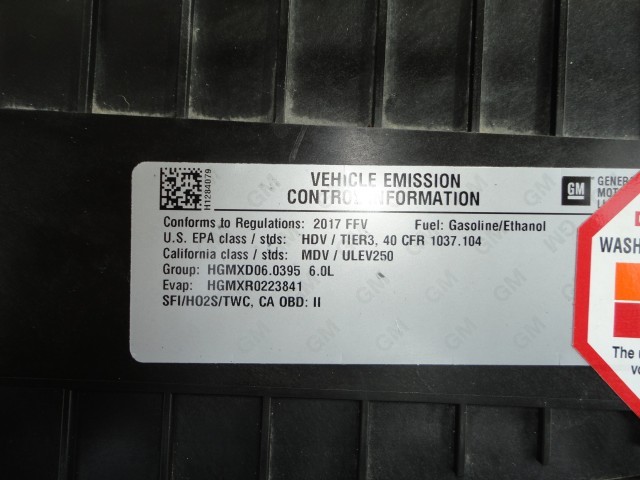 VEHICLE EMISSION
CONTROL INFORMATION
GM
H1284079
Conforms to Regulations: 2017 FFV Fuel: Gasoline/Ethanol
U.S. EPA class / stds: HDV / TIER3, 40 CFR 1037.104
California class / stds: MDV / ULEV250
Group: HGMXD06.0395 6.0L
Evap: HGMXR0223841
SFI/HO2S/TWC, CA OBD: II
WASH
The